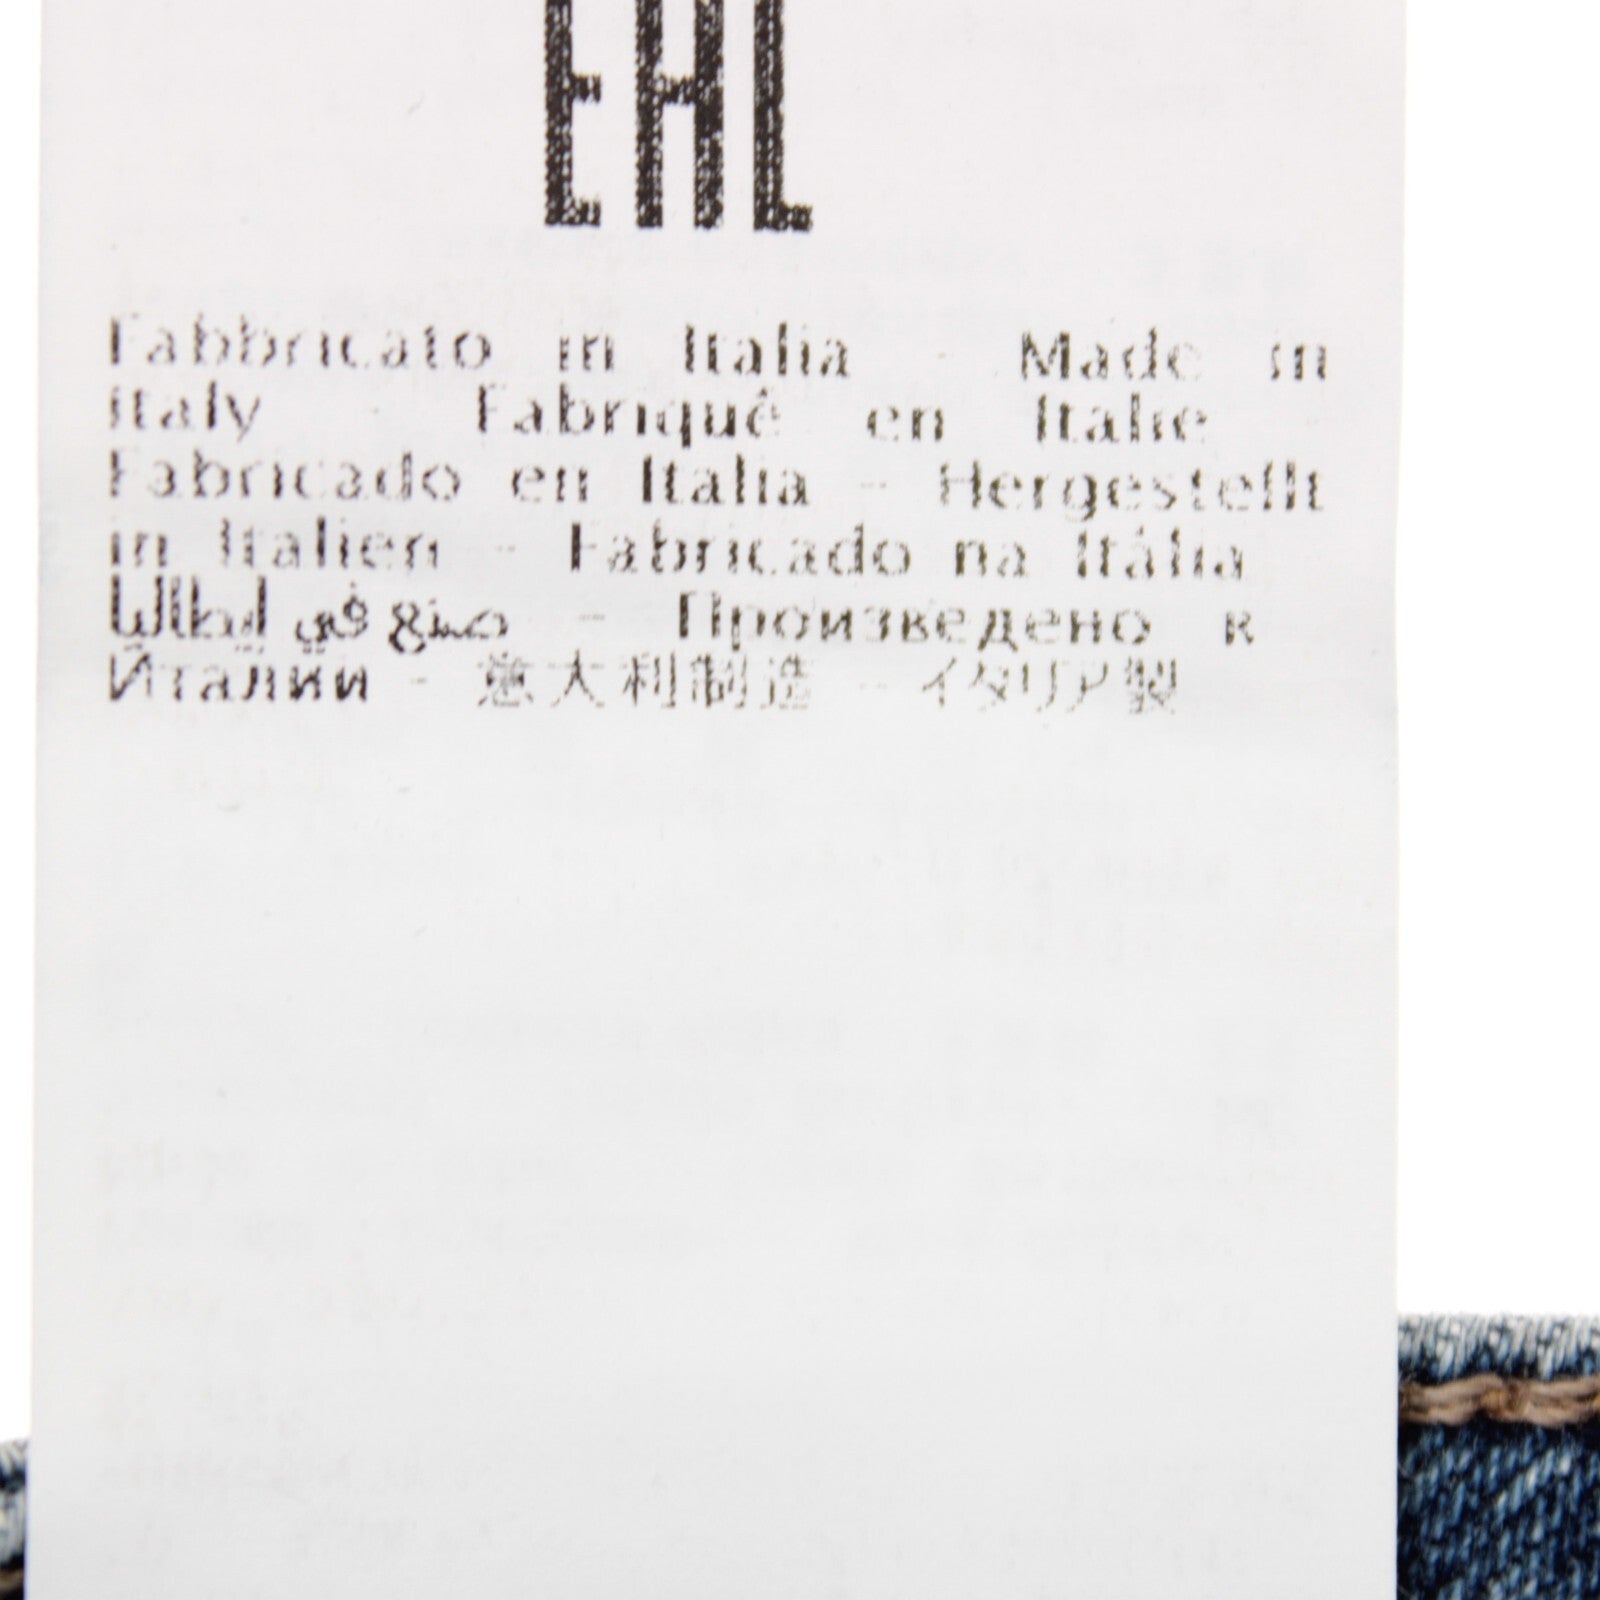 EAC
Fabbricato in Italia - Made in
Italy - Fabriqué en Italie
Fabricado en Italia - Hergestellt
in Italien - Fabricado na Itália
صنع في إيطاليا - Произведено в
Италии - 意大利制造 - イタリア製